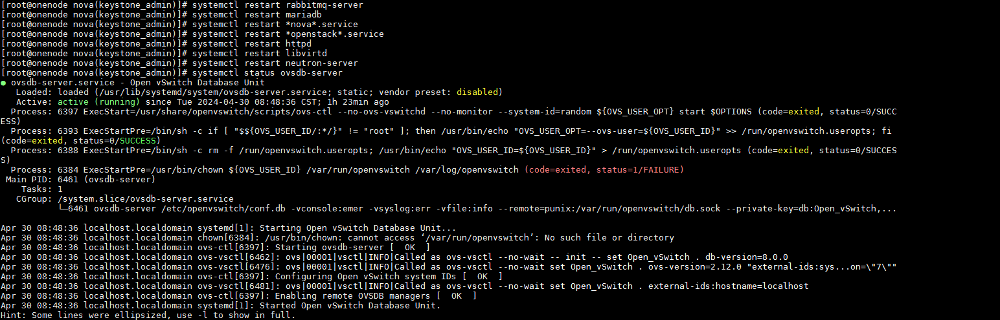 [root@onenode nova(keystone_admin)]# systemctl restart rabbitmq-server
[root@onenode nova(keystone_admin)]# systemctl restart mariadb
[root@onenode nova(keystone_admin)]# systemctl restart *nova*.service
[root@onenode nova(keystone_admin)]# systemctl restart *openstack*.service
[root@onenode nova(keystone_admin)]# systemctl restart httpd
[root@onenode nova(keystone_admin)]# systemctl restart libvirtd
[root@onenode nova(keystone_admin)]# systemctl restart neutron-server
[root@onenode nova(keystone_admin)]# systemctl status ovsdb-server
● ovsdb-server.service - Open vSwitch Database Unit
   Loaded: loaded (/usr/lib/systemd/system/ovsdb-server.service; static; vendor preset: disabled)
   Active: active (running) since Tue 2024-04-30 08:48:36 CST; 1h 23min ago
  Process: 6397 ExecStart=/usr/share/openvswitch/scripts/ovs-ctl --no-ovs-vswitchd --no-monitor --system-id=random ${OVS_USER_OPT} start $OPTIONS (code=exited, status=0/SUCC
ESS)
  Process: 6393 ExecStartPre=/bin/sh -c if [ "$${OVS_USER_ID/:*/}" != "root" ]; then /usr/bin/echo "OVS_USER_OPT=--ovs-user=${OVS_USER_ID}" >> /run/openvswitch.useropts; fi
(code=exited, status=0/SUCCESS)
  Process: 6388 ExecStartPre=/bin/sh -c rm -f /run/openvswitch.useropts; /usr/bin/echo "OVS_USER_ID=${OVS_USER_ID}" > /run/openvswitch.useropts (code=exited, status=0/SUCCES
S)
  Process: 6384 ExecStartPre=/usr/bin/chown ${OVS_USER_ID} /var/run/openvswitch /var/log/openvswitch (code=exited, status=1/FAILURE)
 Main PID: 6461 (ovsdb-server)
    Tasks: 1
   CGroup: /system.slice/ovsdb-server.service
           └─6461 ovsdb-server /etc/openvswitch/conf.db -vconsole:emer -vsyslog:err -vfile:info --remote=punix:/var/run/openvswitch/db.sock --private-key=db:Open_vSwitch,...

Apr 30 08:48:36 localhost.localdomain systemd[1]: Starting Open vSwitch Database Unit...
Apr 30 08:48:36 localhost.localdomain chown[6384]: /usr/bin/chown: cannot access ‘/var/run/openvswitch’: No such file or directory
Apr 30 08:48:36 localhost.localdomain ovs-ctl[6397]: Starting ovsdb-server [  OK  ]
Apr 30 08:48:36 localhost.localdomain ovs-vsctl[6462]: ovs|00001|vsctl|INFO|Called as ovs-vsctl --no-wait -- init -- set Open_vSwitch . db-version=8.0.0
Apr 30 08:48:36 localhost.localdomain ovs-vsctl[6476]: ovs|00001|vsctl|INFO|Called as ovs-vsctl --no-wait set Open_vSwitch . ovs-version=2.12.0 "external-ids:sys...on=\"7\""
Apr 30 08:48:36 localhost.localdomain ovs-ctl[6397]: Configuring Open vSwitch system IDs [  OK  ]
Apr 30 08:48:36 localhost.localdomain ovs-vsctl[6481]: ovs|00001|vsctl|INFO|Called as ovs-vsctl --no-wait set Open_vSwitch . external-ids:hostname=localhost
Apr 30 08:48:36 localhost.localdomain ovs-ctl[6397]: Enabling remote OVSDB managers [  OK  ]
Apr 30 08:48:36 localhost.localdomain systemd[1]: Started Open vSwitch Database Unit.
Hint: Some lines were ellipsized, use -l to show in full.